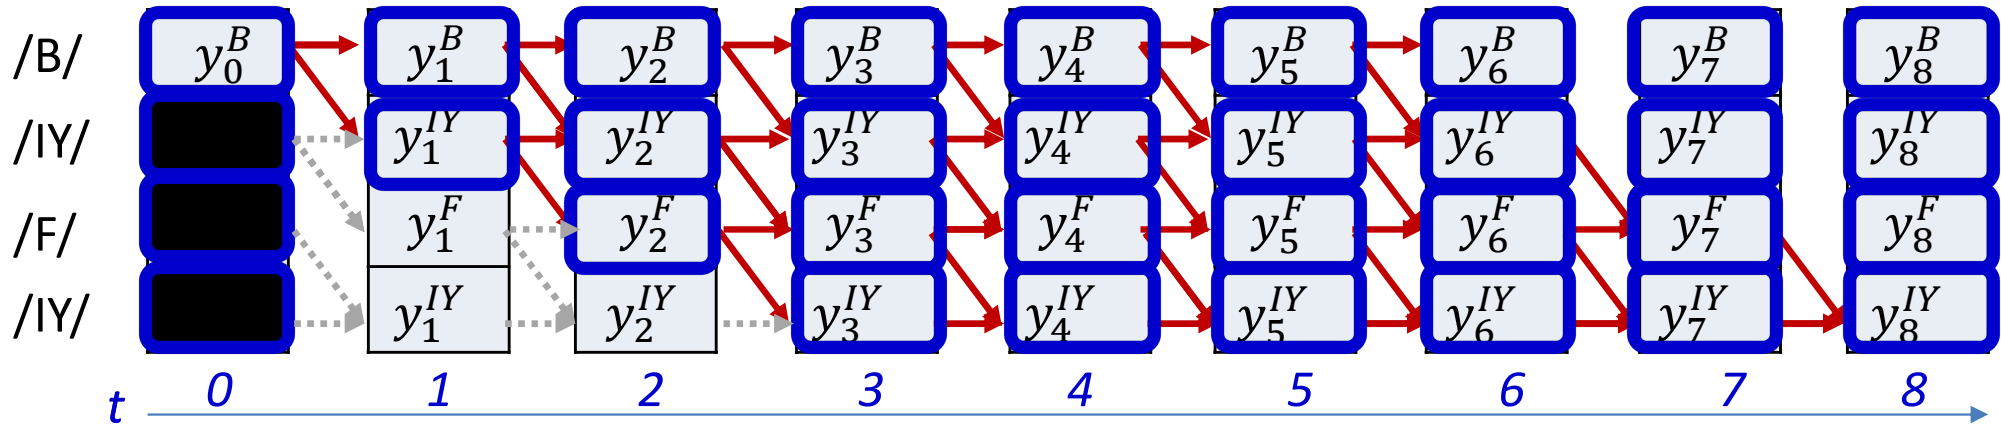 /B/ y_0^B y_1^B y_2^B y_3^B y_4^B y_5^B y_6^B y_7^B y_8^B
/IY/ y_1^{IY} y_2^{IY} y_3^{IY} y_4^{IY} y_5^{IY} y_6^{IY} y_7^{IY} y_8^{IY}
/F/ y_1^F y_2^F y_3^F y_4^F y_5^F y_6^F y_7^F y_8^F
/IY/ y_1^{IY} y_2^{IY} y_3^{IY} y_4^{IY} y_5^{IY} y_6^{IY} y_7^{IY} y_8^{IY}
0 1 2 3 4 5 6 7 8
t